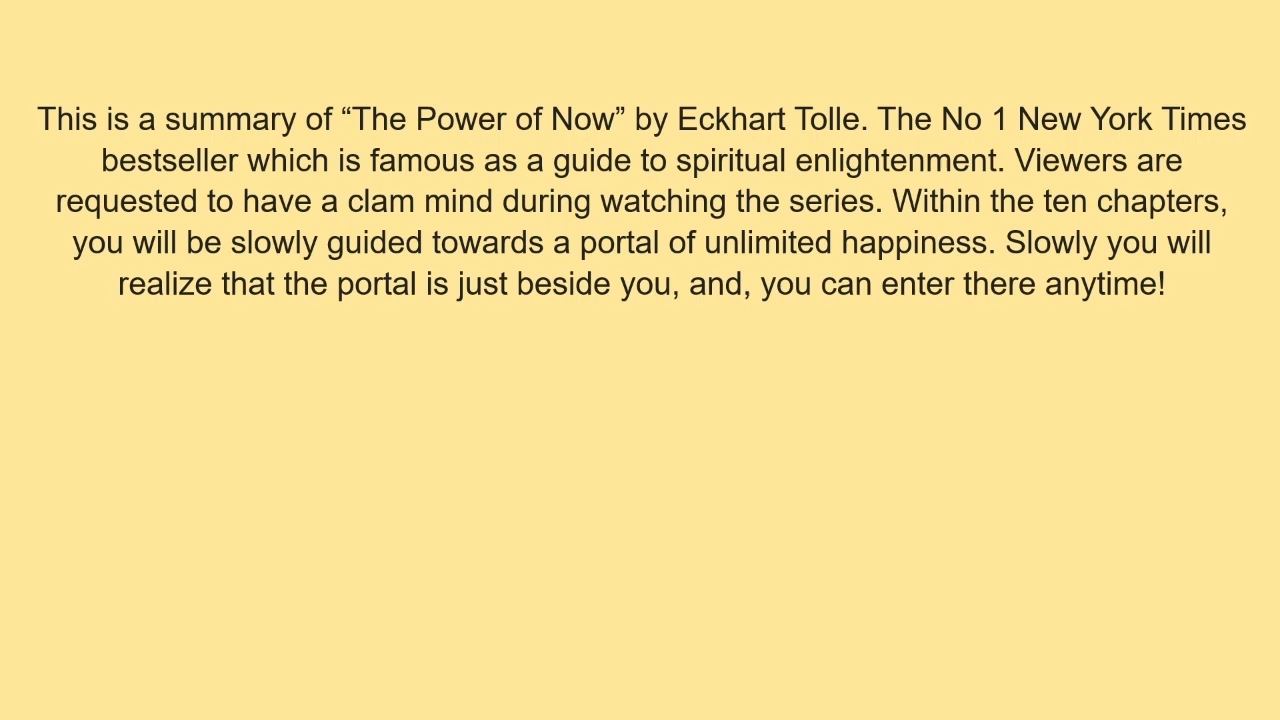 This is a summary of “The Power of Now” by Eckhart Tolle. The No 1 New York Times
bestseller which is famous as a guide to spiritual enlightenment. Viewers are
requested to have a clam mind during watching the series. Within the ten chapters,
you will be slowly guided towards a portal of unlimited happiness. Slowly you will
realize that the portal is just beside you, and, you can enter there anytime!